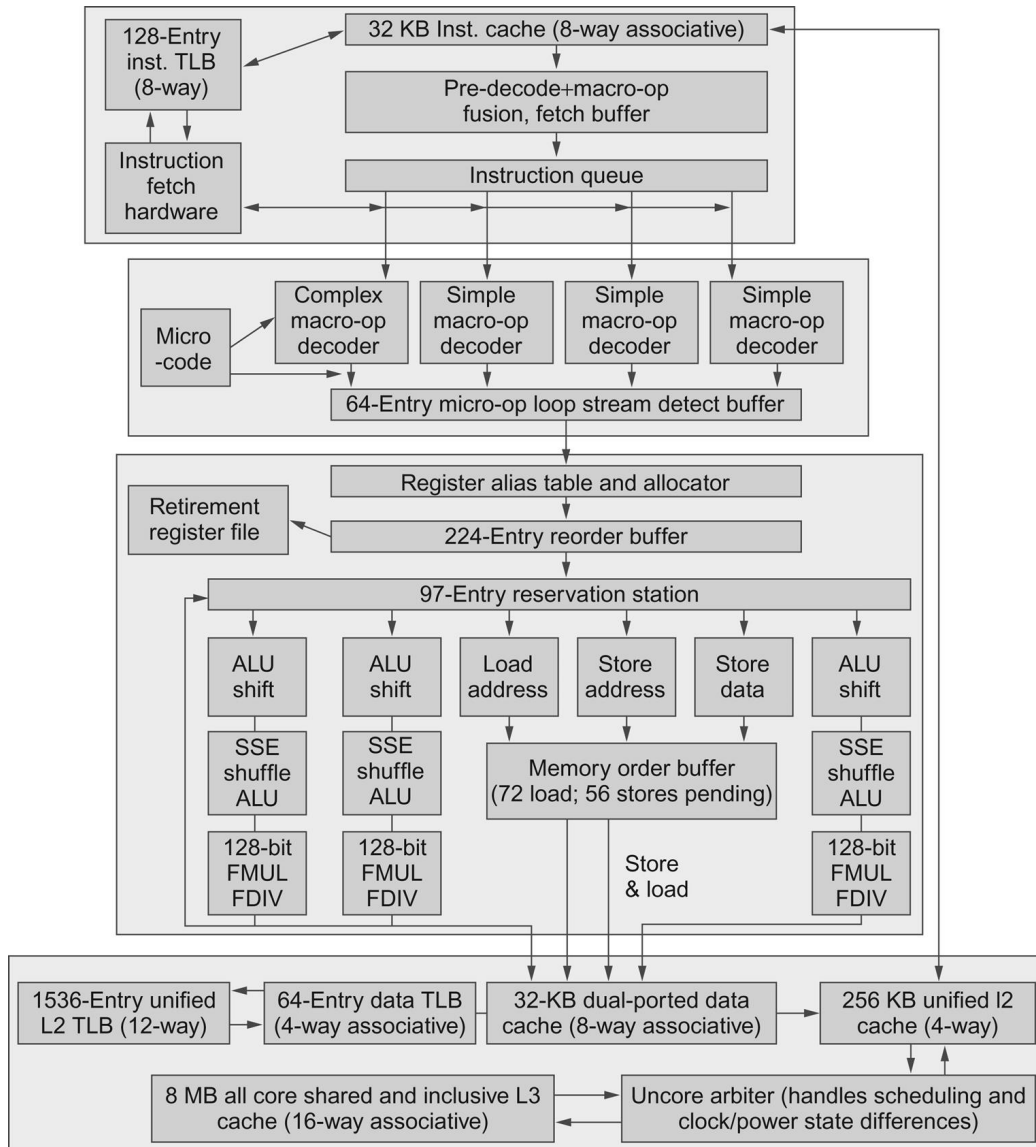 128-Entry
inst. TLB
(8-way)
32 KB Inst. cache (8-way associative)
Pre-decode+macro-op
fusion, fetch buffer
Instruction
fetch
hardware
Instruction queue
Micro
-code
Complex
macro-op
decoder
Simple
macro-op
decoder
Simple
macro-op
decoder
Simple
macro-op
decoder
64-Entry micro-op loop stream detect buffer
Register alias table and allocator
Retirement
register file
224-Entry reorder buffer
97-Entry reservation station
ALU
shift
ALU
shift
Load
address
Store
address
Store
data
ALU
shift
SSE
shuffle
ALU
SSE
shuffle
ALU
Memory order buffer
(72 load; 56 stores pending)
SSE
shuffle
ALU
128-bit
FMUL
FDIV
128-bit
FMUL
FDIV
Store
& load
128-bit
FMUL
FDIV
1536-Entry unified
L2 TLB (12-way)
64-Entry data TLB
(4-way associative)
32-KB dual-ported data
cache (8-way associative)
256 KB unified l2
cache (4-way)
8 MB all core shared and inclusive L3
cache (16-way associative)
Uncore arbiter (handles scheduling and
clock/power state differences)